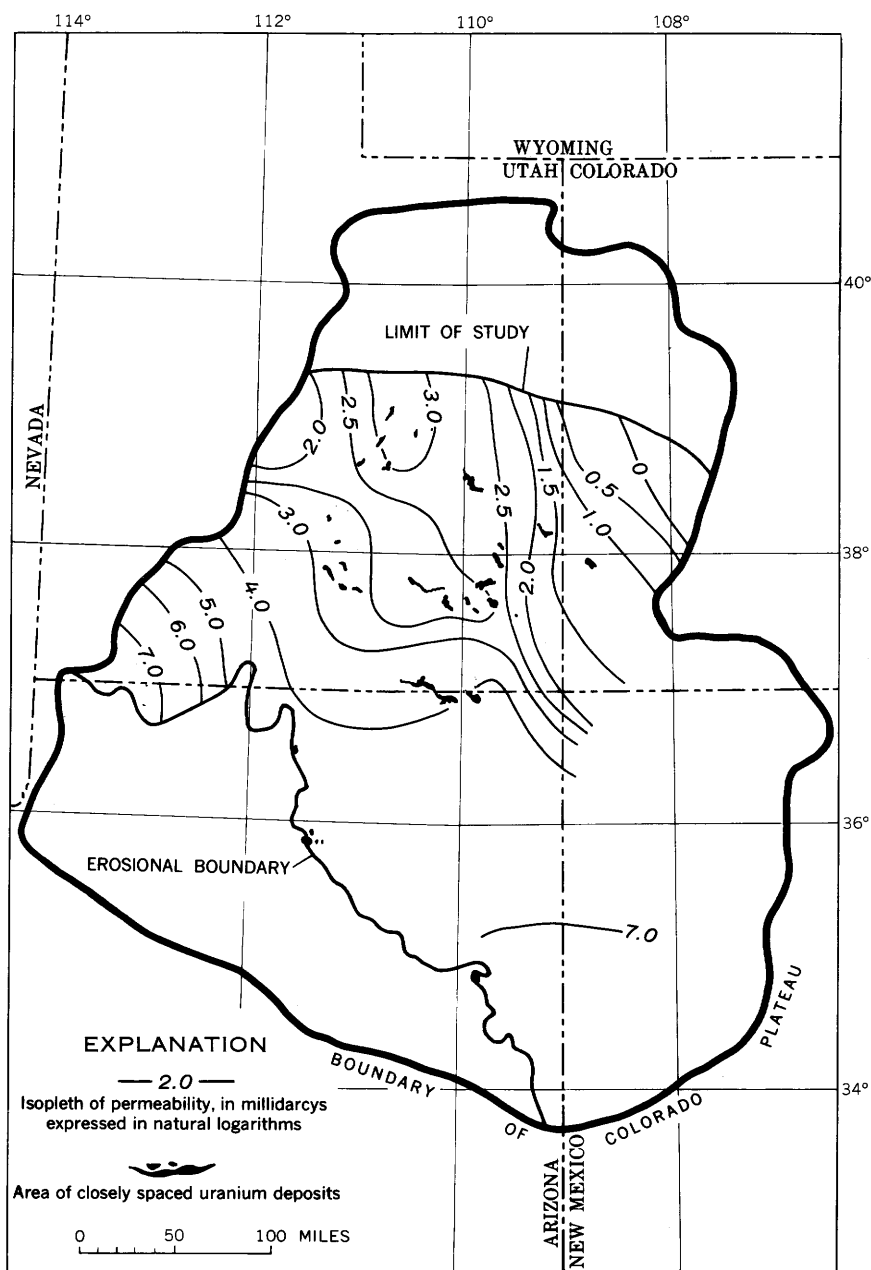 114° 112° 110° 108°
WYOMING
UTAH COLORADO
40°
LIMIT OF STUDY
NEVADA
2.0
2.5
3.0
2.5
1.5
0
0.5
1.0
2.0
3.0
4.0
5.0
6.0
7.0
38°
36°
EROSIONAL BOUNDARY
7.0
34°
BOUNDARY OF COLORADO PLATEAU
ARIZONA
NEW MEXICO
EXPLANATION
2.0
Isopleth of permeability, in millidarcys
expressed in natural logarithms
Area of closely spaced uranium deposits
0 50 100 MILES